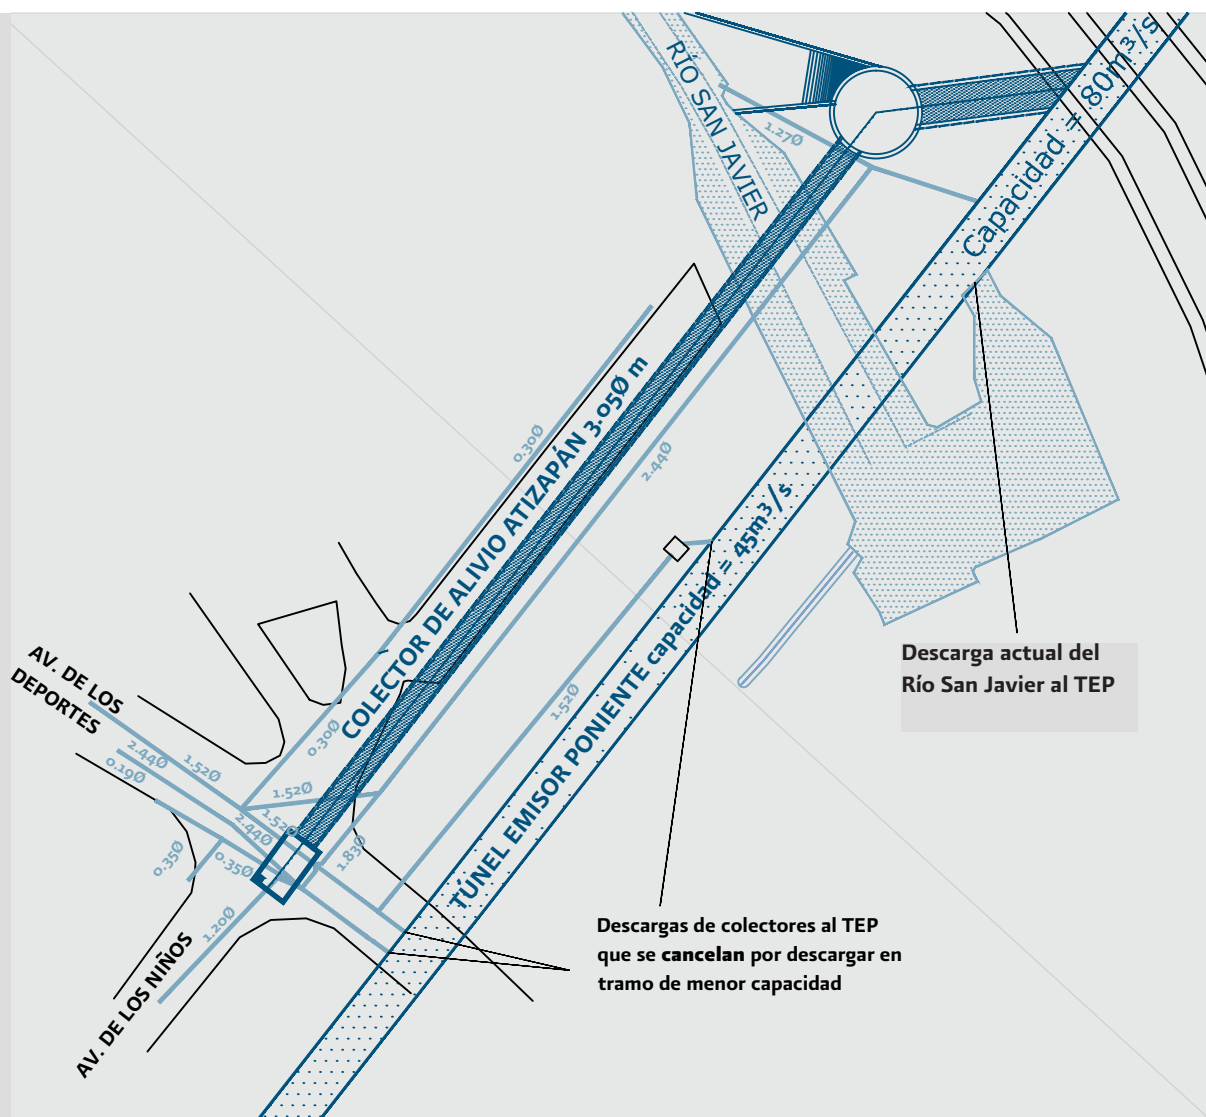 RÍO SAN JAVIER
1.27Ø
Capacidad = 80m³/s
0.30Ø
COLECTOR DE ALIVIO ATIZAPÁN 3.05Ø m
2.44Ø
TÚNEL EMISOR PONIENTE capacidad = 45m³/s
1.52Ø
Descarga actual del
Río San Javier al TEP
AV. DE LOS
DEPORTES
2.44Ø
0.19Ø
1.52Ø
0.30Ø
1.52Ø
1.52Ø
2.44Ø
1.83Ø
0.35Ø
0.35Ø
1.20Ø
AV. DE LOS NIÑOS
Descargas de colectores al TEP
que se cancelan por descargar en
tramo de menor capacidad